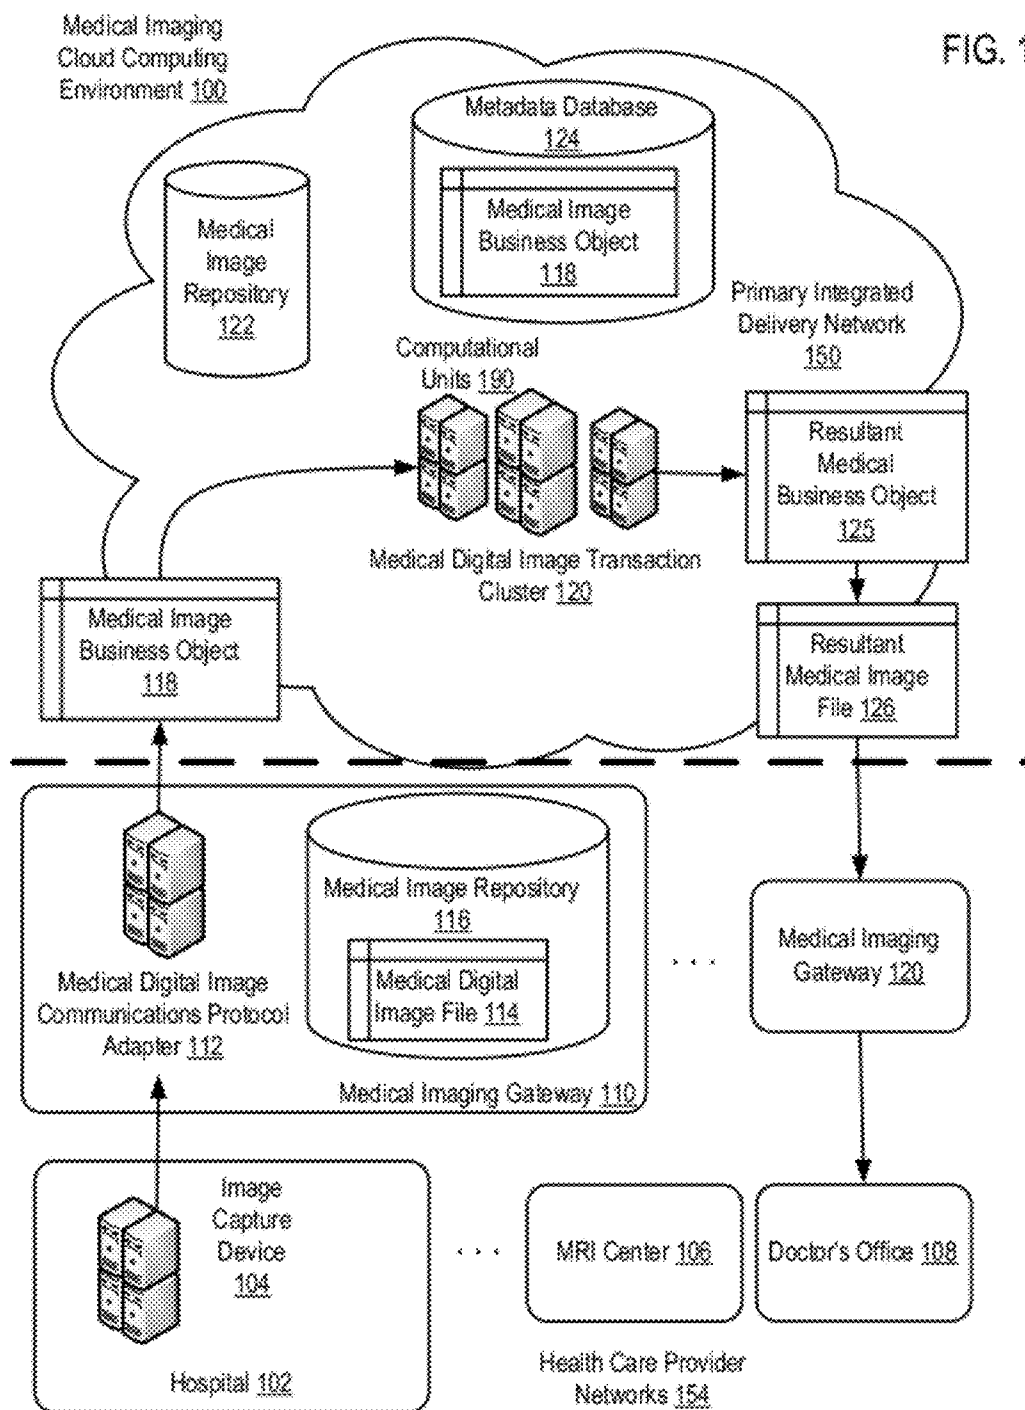 Medical Imaging
Cloud Computing
Environment 100
FIG. 1
Metadata Database
124
Medical Image
Business Object
118
Medical
Image
Repository
122
Primary Integrated
Delivery Network
150
Computational
Units 190
Resultant
Medical
Business Object
125
Medical Digital Image Transaction
Cluster 120
Medical Image
Business Object
118
Resultant
Medical Image
File 126
Medical Image Repository
116
Medical Digital
Image File 114
Medical Digital Image
Communications Protocol
Adapter 112
. . .
Medical Imaging
Gateway 120
Medical Imaging Gateway 110
Image
Capture
Device
104
. . .
MRI Center 106
Doctor's Office 108
Hospital 102
Health Care Provider
Networks 154